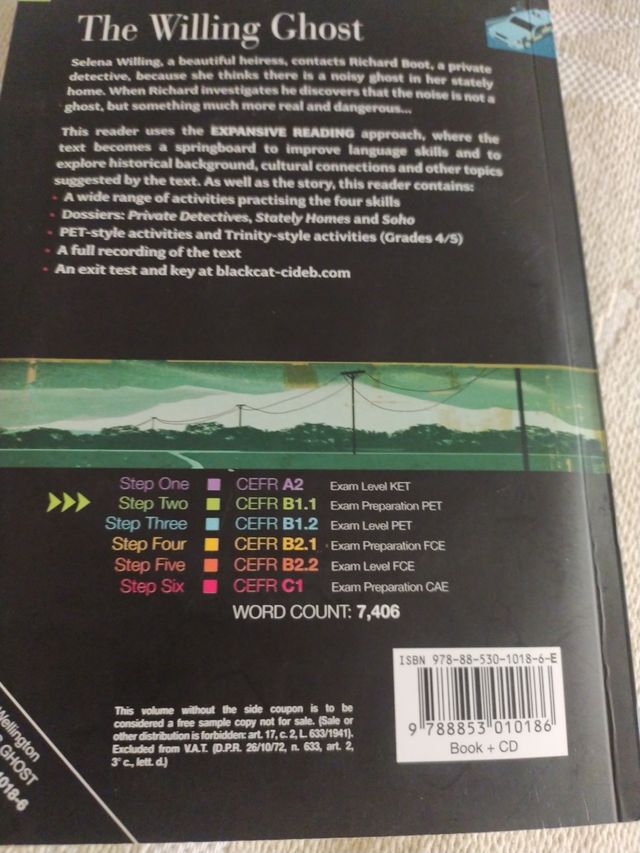 The Willing Ghost
Selena Willing, a beautiful heiress, contacts Richard Boot, a private
detective, because she thinks there is a noisy ghost in her stately
home. When Richard investigates he discovers that the noise is not a
ghost, but something much more real and dangerous...
This reader uses the EXPANSIVE READING approach, where the
text becomes a springboard to improve language skills and to
explore historical background, cultural connections and other topics
suggested by the text. As well as the story, this reader contains:
• A wide range of activities practising the four skills
• Dossiers: Private Detectives, Stately Homes and Soho
• PET-style activities and Trinity-style activities (Grades 4/5)
• A full recording of the text
• An exit test and key at blackcat-cideb.com
Step One CEFR A2 Exam Level KET
Step Two CEFR B1.1 Exam Preparation PET
Step Three CEFR B1.2 Exam Level PET
Step Four CEFR B2.1 Exam Preparation FCE
Step Five CEFR B2.2 Exam Level FCE
Step Six CEFR C1 Exam Preparation CAE
WORD COUNT: 7,406
ISBN 978-88-530-1018-6-E
9 788853 010186
Book + CD
This volume without the side coupon is to be
considered a free sample copy not for sale. (Sale or
other distribution is forbidden: art. 17, c. 2, L. 633/1941).
Excluded from V.A.T. (D.P.R. 26/10/72, n. 633, art. 2,
3° c., lett. d.)
Wellington
GHOST
1018-6